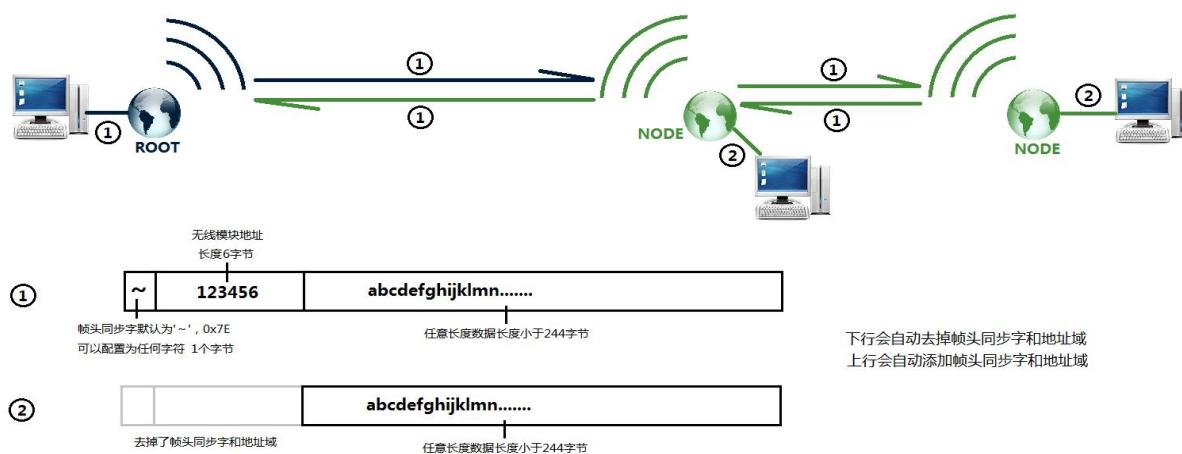 ①
①
①
①
①
②
②
ROOT
NODE
NODE
无线模块地址
长度6字节
① ~ 123456 abcdefghijklmn.......
帧头同步字默认为'~'，0x7E
可以配置为任何字符 1个字节
任意长度数据长度小于244字节
下行会自动去掉帧头同步字和地址域
上行会自动添加帧头同步字和地址域
② abcdefghijklmn.......
去掉了帧头同步字和地址域
任意长度数据长度小于244字节